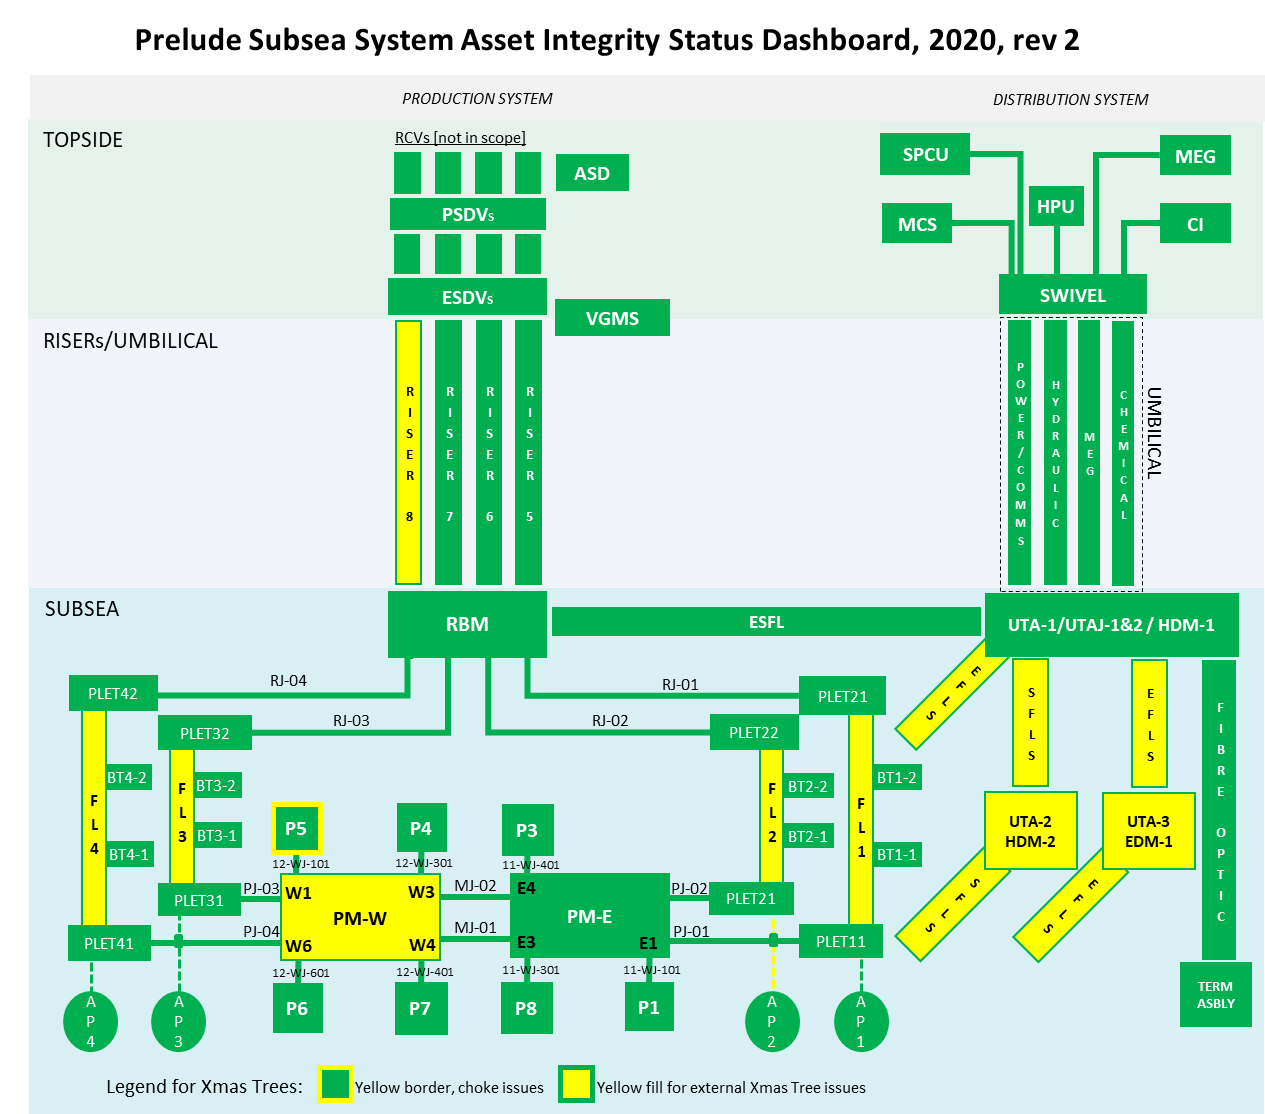 Prelude Subsea System Asset Integrity Status Dashboard, 2020, rev 2
PRODUCTION SYSTEM
DISTRIBUTION SYSTEM
TOPSIDE
RCVs [not in scope]
ASD
PSDVs
ESDVs
VGMS
SPCU
MEG
HPU
MCS
CI
SWIVEL
RISERs/UMBILICAL
RISER 8
RISER 7
RISER 6
RISER 5
POWER/COMMS
HYDRAULIC
MEG
CHEMICAL
UMBILICAL
SUBSEA
RBM
ESFL
UTA-1/UTAJ-1&2 / HDM-1
RJ-04
RJ-03
RJ-01
RJ-02
PLET42
PLET32
PLET21
PLET22
EFLS
SFLS
EFLS
FIBRE OPTIC
FL4
BT4-2
BT4-1
FL3
BT3-2
BT3-1
FL2
BT2-2
BT2-1
FL1
BT1-2
BT1-1
P5
P4
P3
12-WJ-101
12-WJ-301
11-WJ-401
UTA-2
HDM-2
UTA-3
EDM-1
PLET31
PJ-03
W1
W3
MJ-02
E4
PJ-02
PLET21
PM-W
PM-E
PLET41
PJ-04
W6
W4
MJ-01
E3
E1
PJ-01
PLET11
SFLS
EFLS
12-WJ-601
12-WJ-401
11-WJ-301
11-WJ-101
AP4
AP3
P6
P7
P8
P1
AP2
AP1
TERM
ASBLY
Legend for Xmas Trees:
Yellow border, choke issues
Yellow fill for external Xmas Tree issues